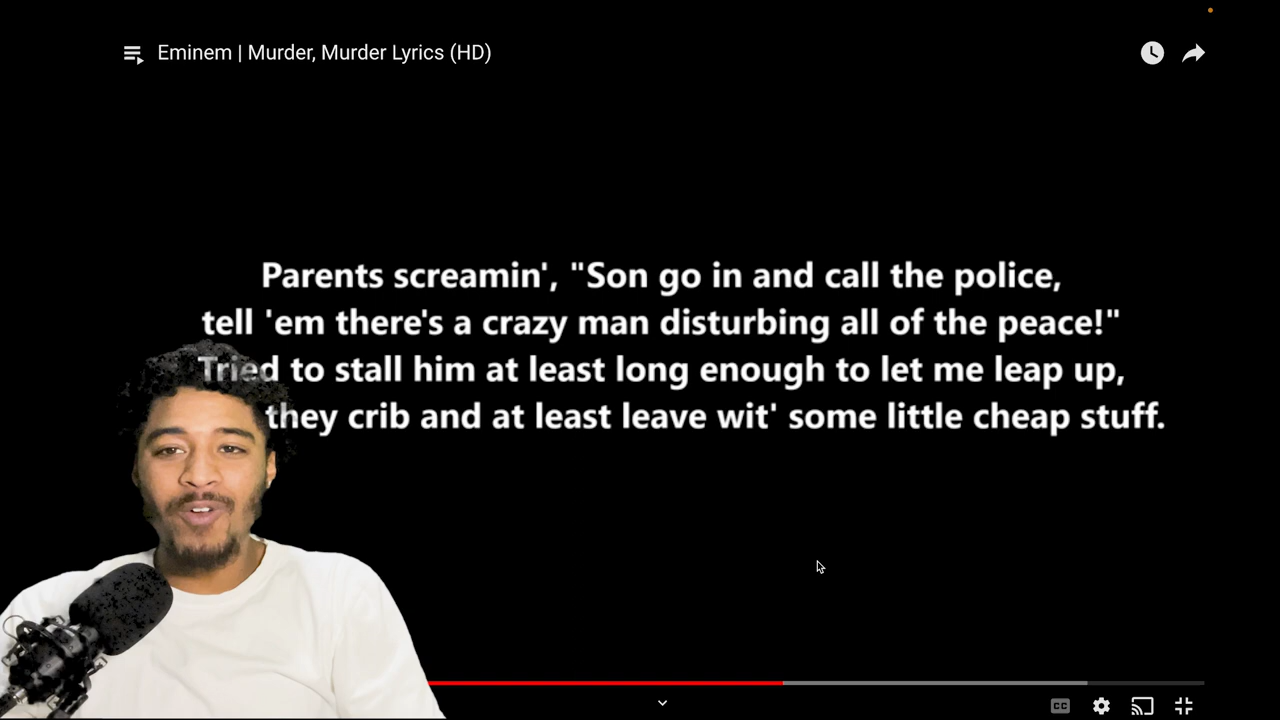 Eminem | Murder, Murder Lyrics (HD)
Parents screamin', "Son go in and call the police,
tell 'em there's a crazy man disturbing all of the peace!"
Tried to stall him at least long enough to let me leap up,
they crib and at least leave wit' some little cheap stuff.
CC